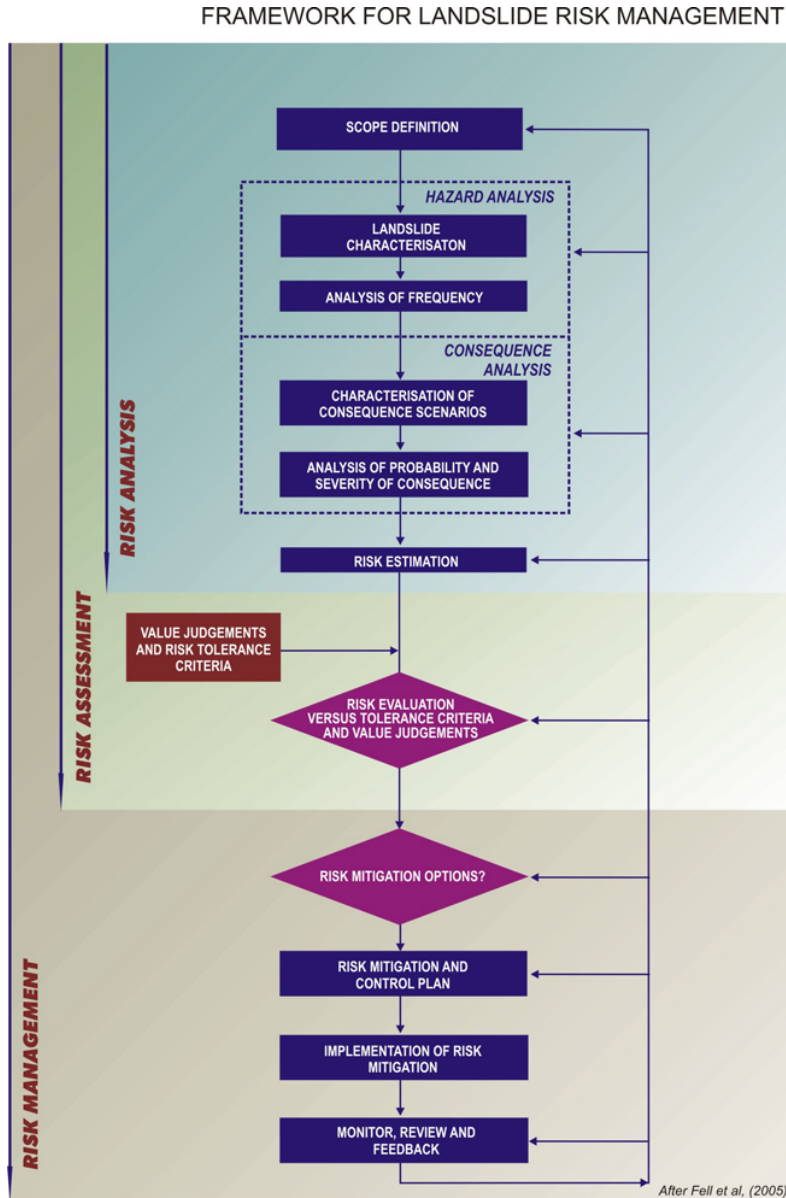 FRAMEWORK FOR LANDSLIDE RISK MANAGEMENT
SCOPE DEFINITION
HAZARD ANALYSIS
LANDSLIDE
CHARACTERISATON
ANALYSIS OF FREQUENCY
CONSEQUENCE
ANALYSIS
CHARACTERISATION OF
CONSEQUENCE SCENARIOS
ANALYSIS OF PROBABILITY AND
SEVERITY OF CONSEQUENCE
RISK ESTIMATION
RISK ANALYSIS
VALUE JUDGEMENTS
AND RISK TOLERANCE
CRITERIA
RISK EVALUATION
VERSUS TOLERANCE CRITERIA
AND VALUE JUDGEMENTS
RISK ASSESSMENT
RISK MITIGATION OPTIONS?
RISK MITIGATION AND
CONTROL PLAN
IMPLEMENTATION OF RISK
MITIGATION
MONITOR, REVIEW AND
FEEDBACK
RISK MANAGEMENT
After Fell et al, (2005)